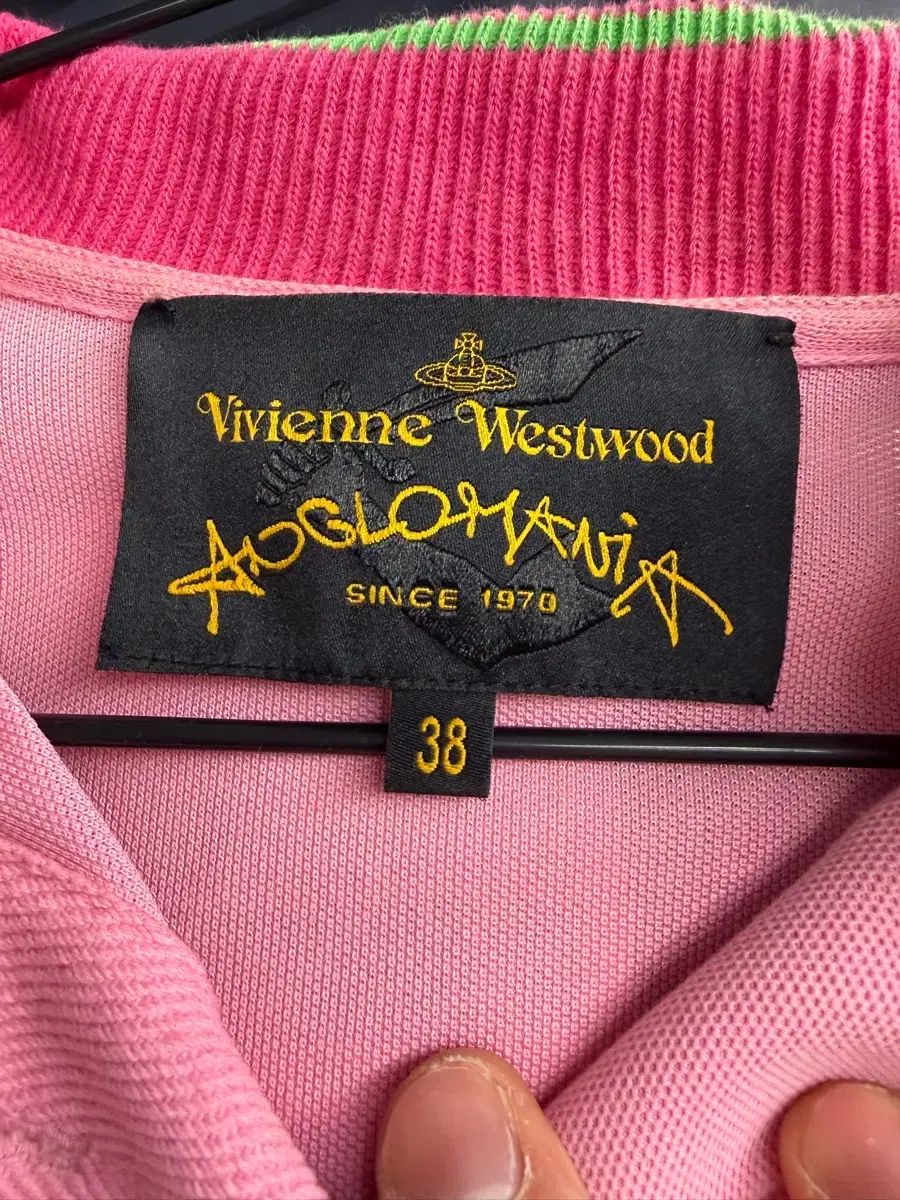 Vivienne Westwood
ANGLOMANiA
SINCE 1970
38